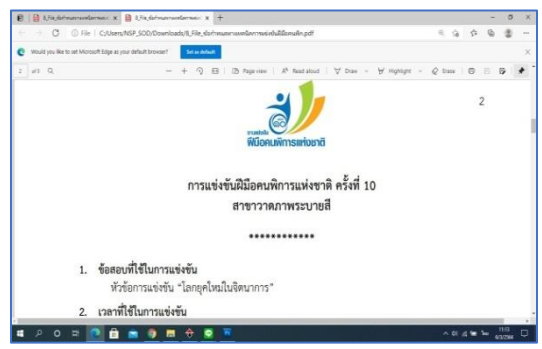 File
Would you like to set Microsoft Edge as your default browser?
Set as default
Page view
Read aloud
Draw
Highlight
Erase
2
งานแข่งขัน
ฝีมือคนพิการแห่งชาติ
การแข่งขันฝีมือคนพิการแห่งชาติ ครั้งที่ 10
สาขาวาดภาพระบายสี
************
1. ข้อสอบที่ใช้ในการแข่งขัน
หัวข้อการแข่งขัน "โลกยุคใหม่ในจิตนาการ"
2. เวลาที่ใช้ในการแข่งขัน